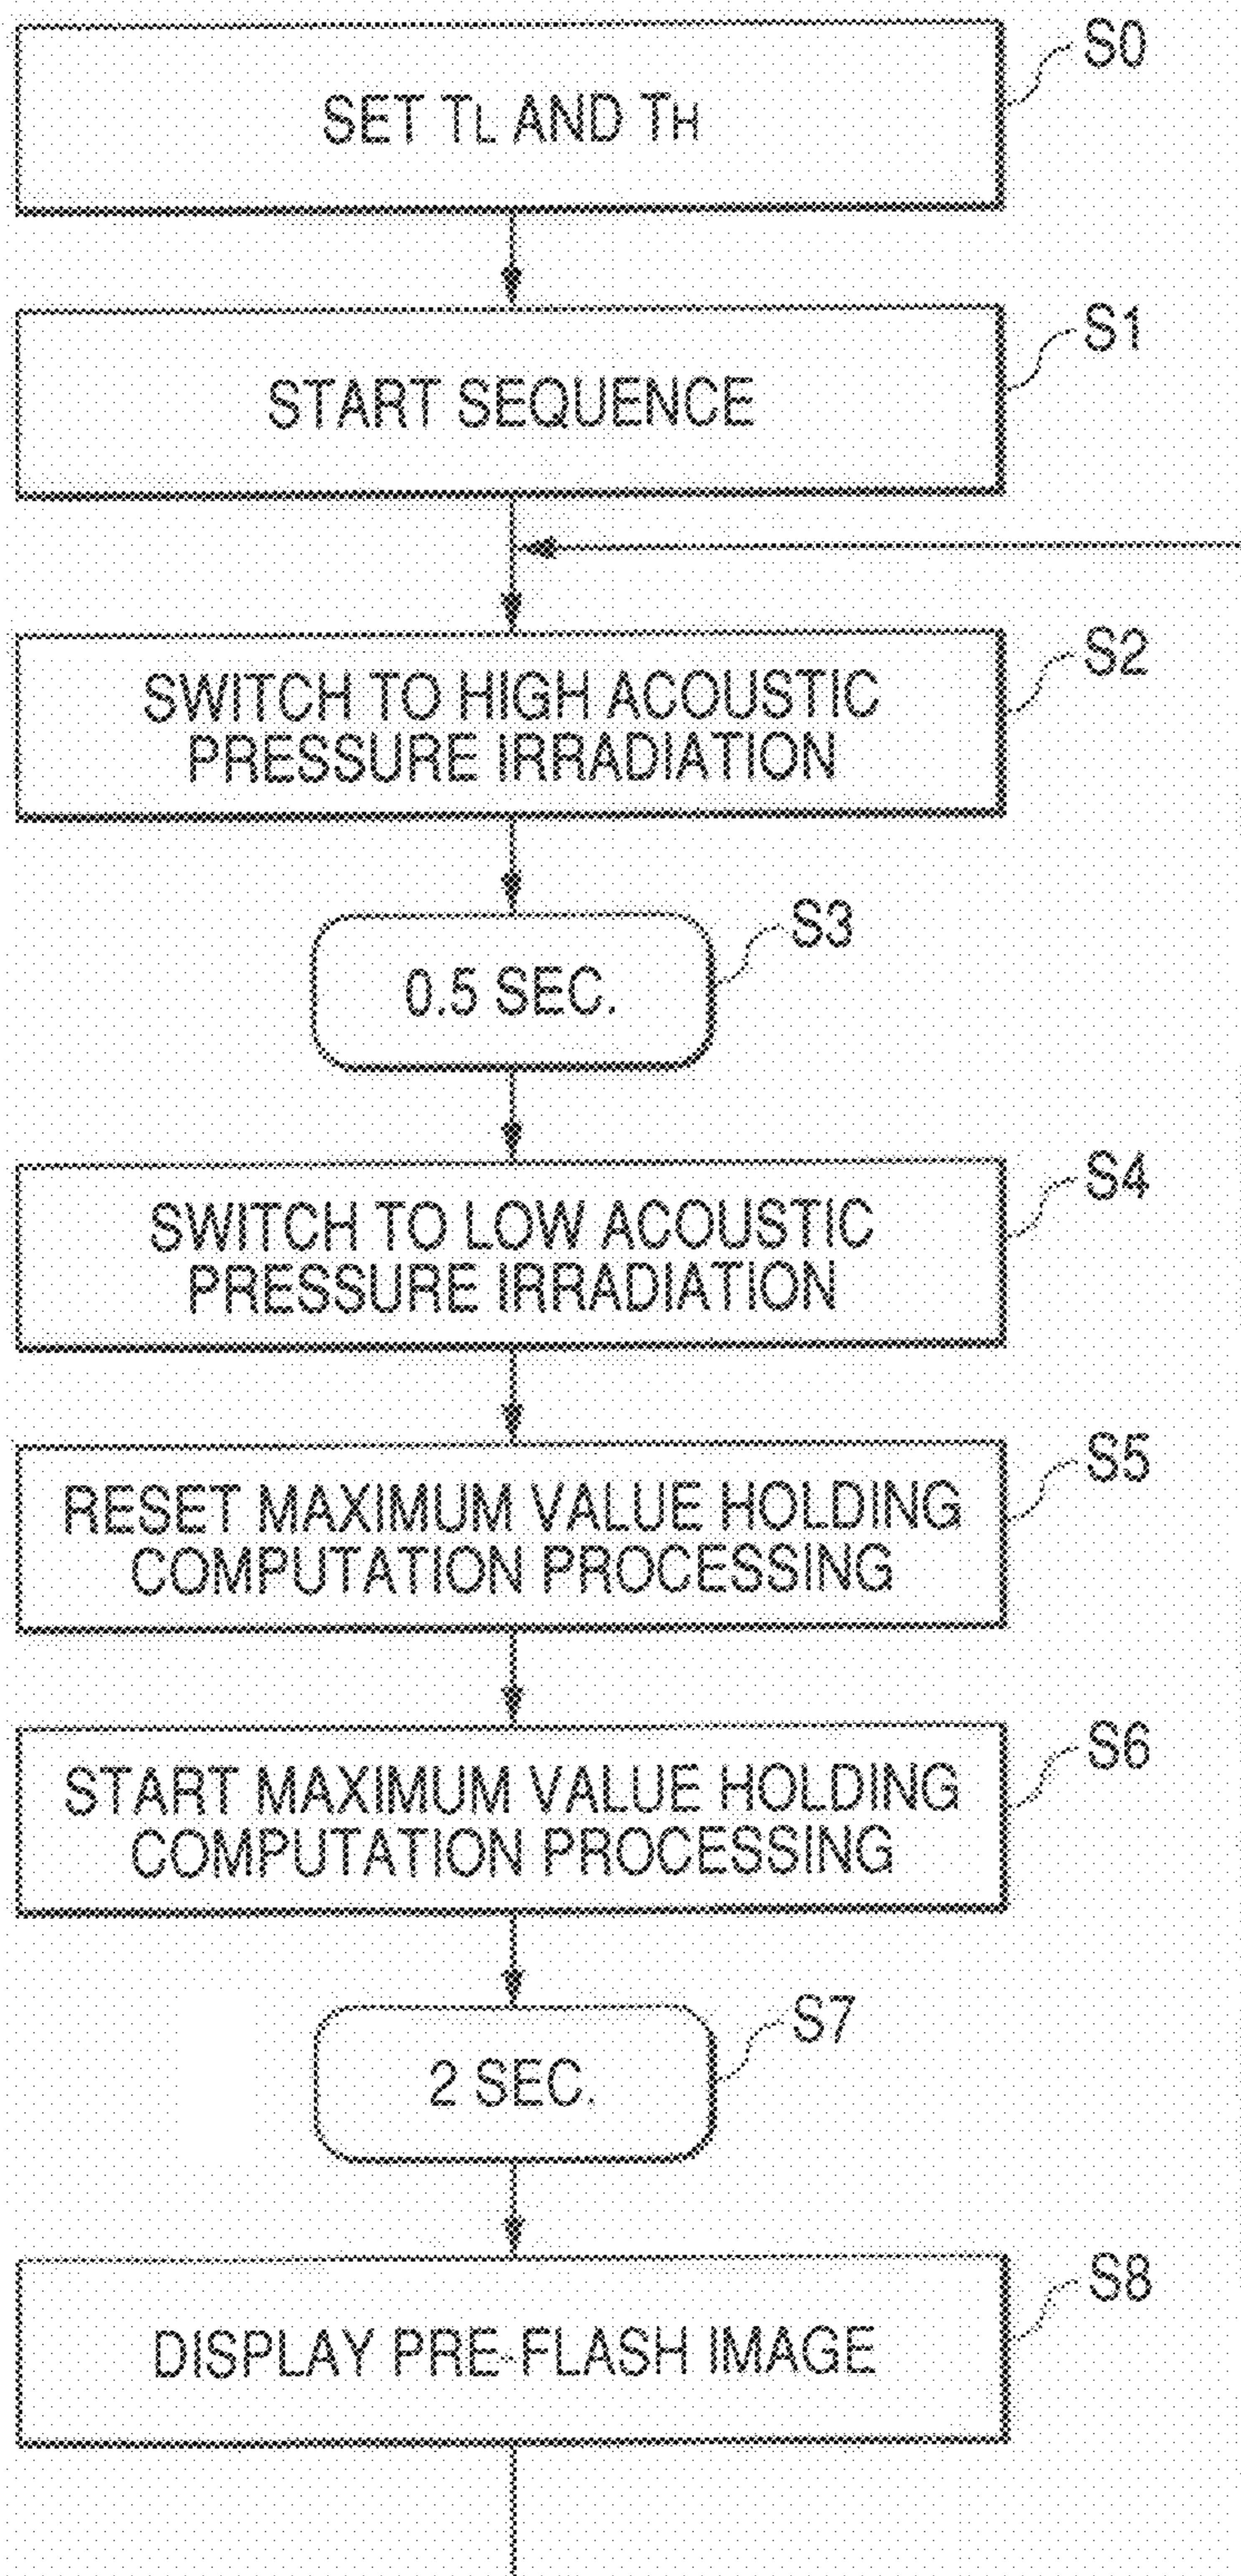 S0
SET TL AND TH
S1
START SEQUENCE
S2
SWITCH TO HIGH ACOUSTIC
PRESSURE IRRADIATION
S3
0.5 SEC.
S4
SWITCH TO LOW ACOUSTIC
PRESSURE IRRADIATION
S5
RESET MAXIMUM VALUE HOLDING
COMPUTATION PROCESSING
S6
START MAXIMUM VALUE HOLDING
COMPUTATION PROCESSING
S7
2 SEC.
S8
DISPLAY PRE-FLASH IMAGE